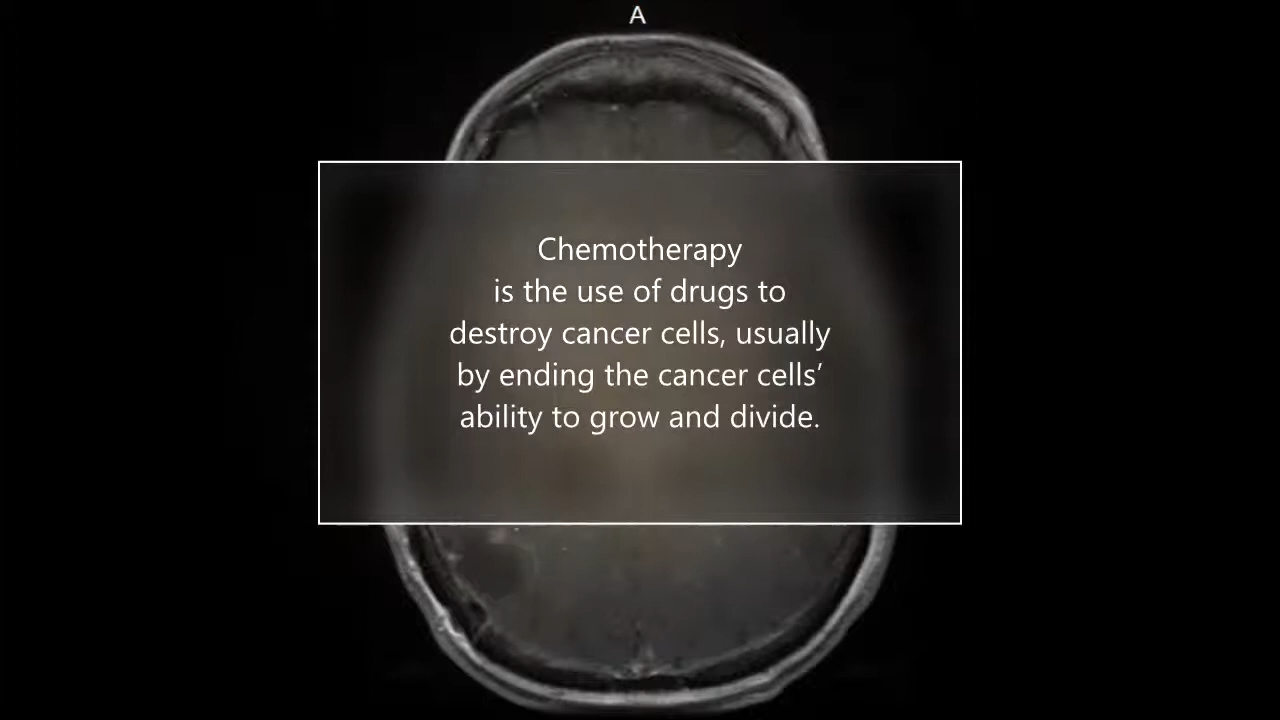 A
Chemotherapy
is the use of drugs to
destroy cancer cells, usually
by ending the cancer cells’
ability to grow and divide.